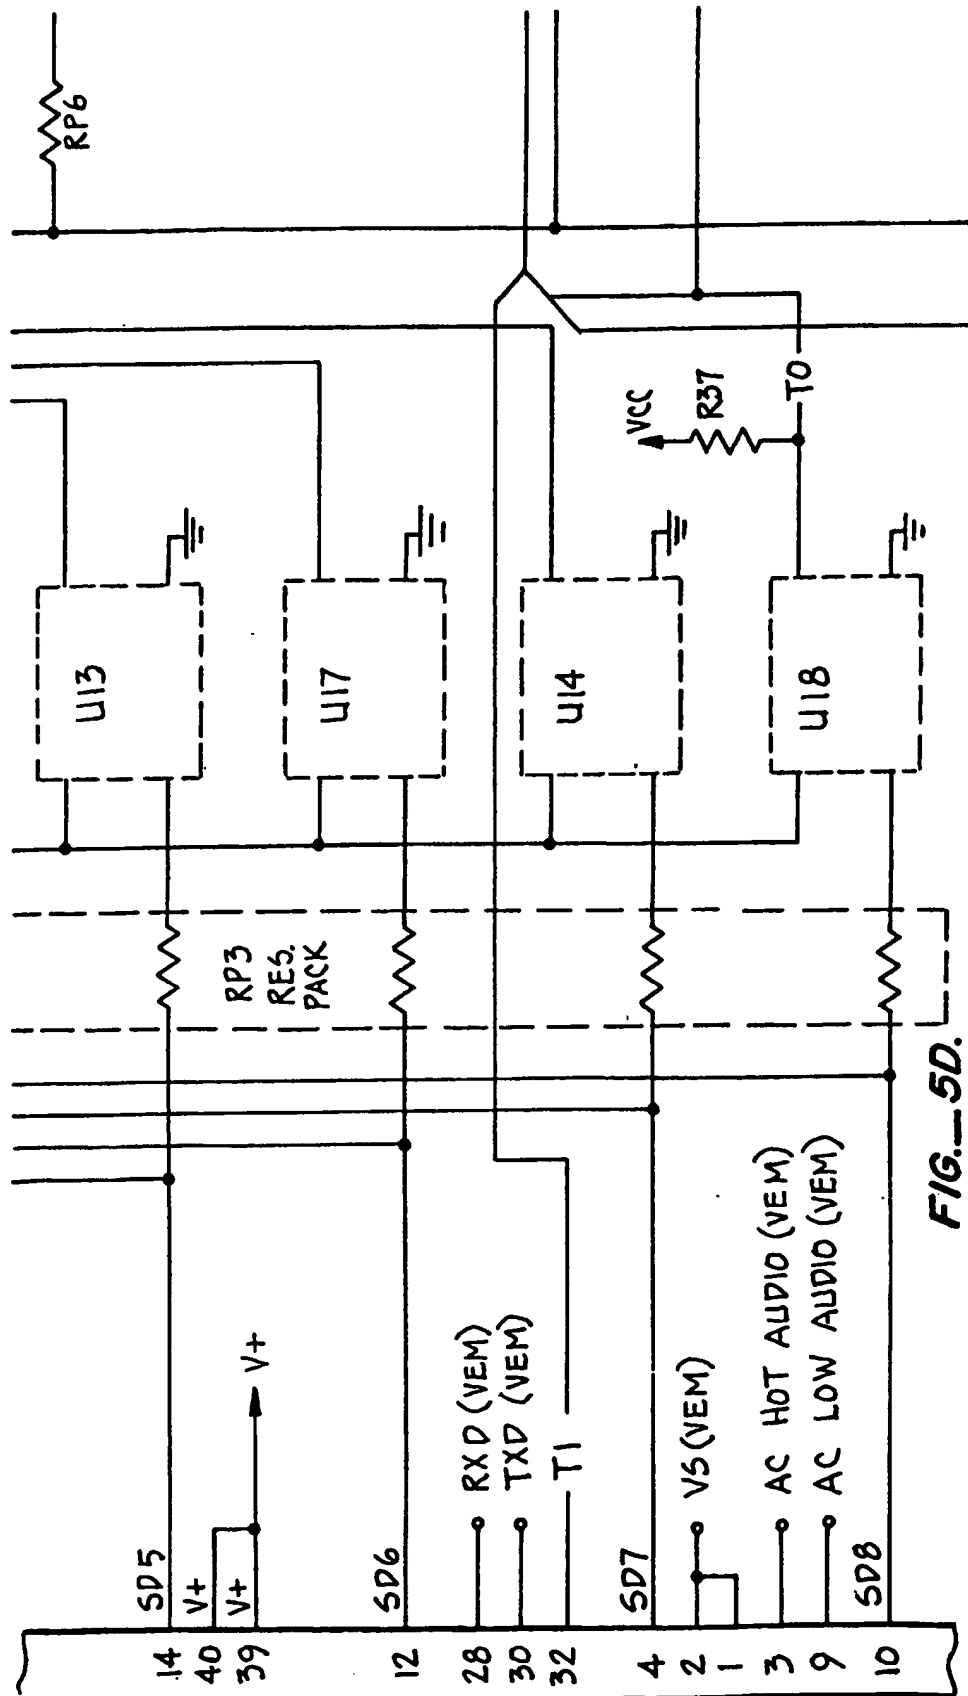 RP6
VCC
R37
TO
U13
U17
U14
U18
RP3
RES.
PACK
SD5
V+
V+
V+
SD6
RXD (VEM)
TXD (VEM)
T1
SD7
VS (VEM)
AC HOT AUDIO (VEM)
AC LOW AUDIO (VEM)
SD8
14
40
39
12
28
30
32
4
2
1
3
9
10
FIG.__5D.